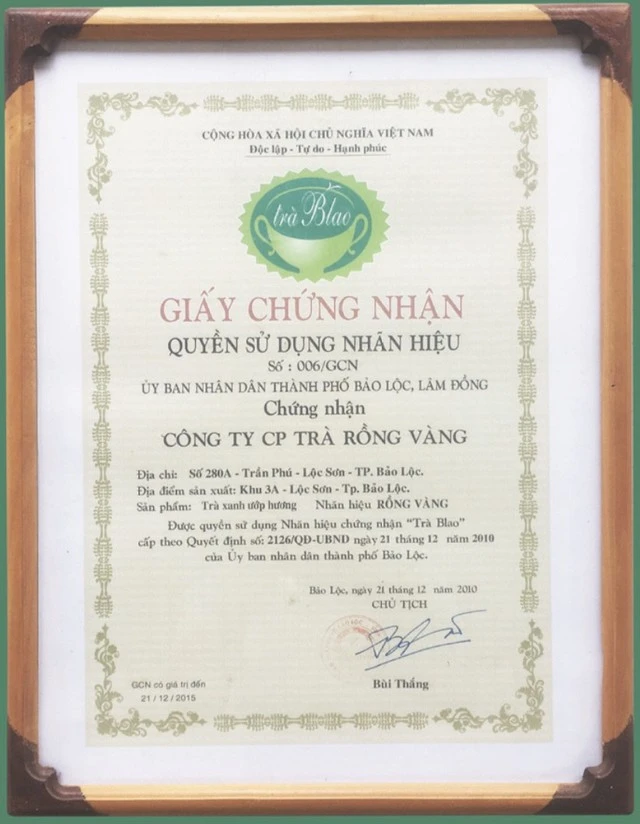 CỘNG HÒA XÃ HỘI CHỦ NGHĨA VIỆT NAM
Độc lập - Tự do - Hạnh phúc
trà Blao
GIẤY CHỨNG NHẬN
QUYỀN SỬ DỤNG NHÃN HIỆU
Số : 006/GCN
ỦY BAN NHÂN DÂN THÀNH PHỐ BẢO LỘC, LÂM ĐỒNG
Chứng nhận
CÔNG TY CP TRÀ RỒNG VÀNG
Địa chỉ: Số 280A - Trần Phú - Lộc Sơn - TP. Bảo Lộc.
Địa điểm sản xuất: Khu 3A - Lộc Sơn - Tp. Bảo Lộc.
Sản phẩm: Trà xanh ướp hương Nhãn hiệu RỒNG VÀNG
Được quyền sử dụng Nhãn hiệu chứng nhận "Trà Blao"
cấp theo Quyết định số: 2126/QĐ-UBND ngày 21 tháng 12 năm 2010
của Ủy ban nhân dân thành phố Bảo Lộc.
Bảo Lộc, ngày 21 tháng 12 năm 2010
CHỦ TỊCH
Bùi Thắng
GCN có giá trị đến
21 / 12 / 2015